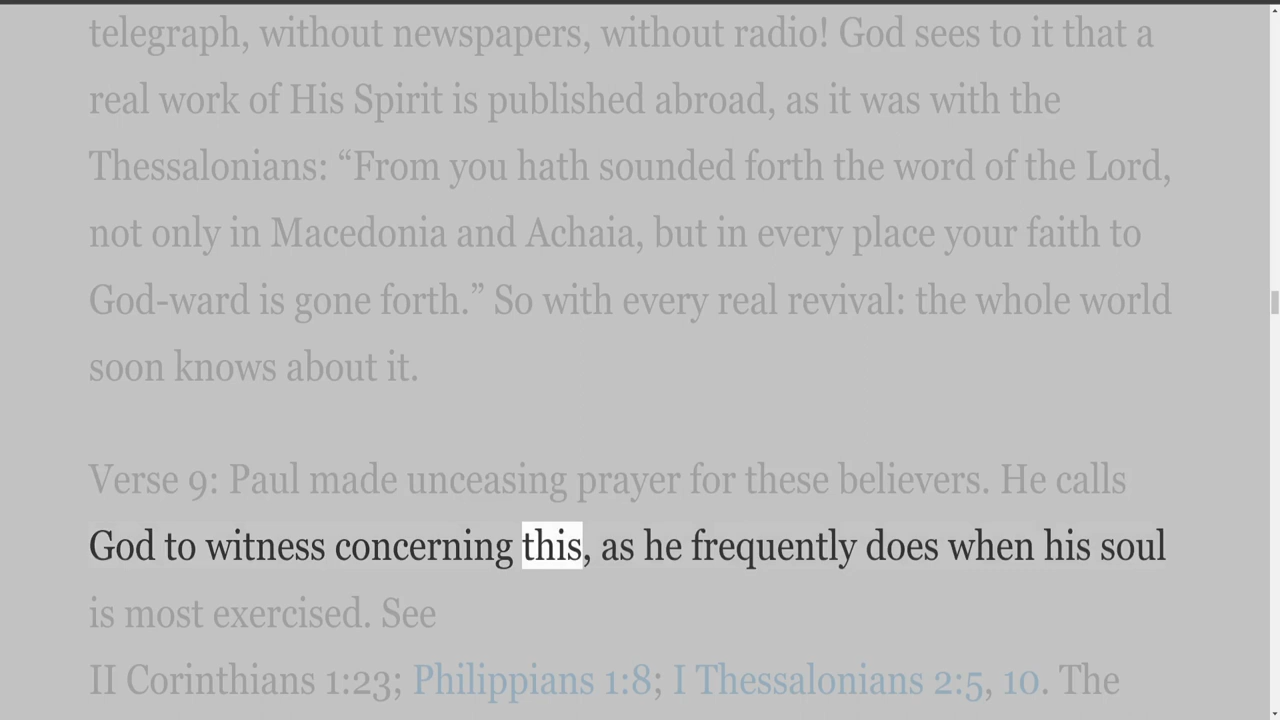 telegraph, without newspapers, without radio! God sees to it that a
real work of His Spirit is published abroad, as it was with the
Thessalonians: “From you hath sounded forth the word of the Lord,
not only in Macedonia and Achaia, but in every place your faith to
God-ward is gone forth.” So with every real revival: the whole world
soon knows about it.
Verse 9: Paul made unceasing prayer for these believers. He calls
God to witness concerning this, as he frequently does when his soul
is most exercised. See
II Corinthians 1:23; Philippians 1:8; I Thessalonians 2:5, 10. The